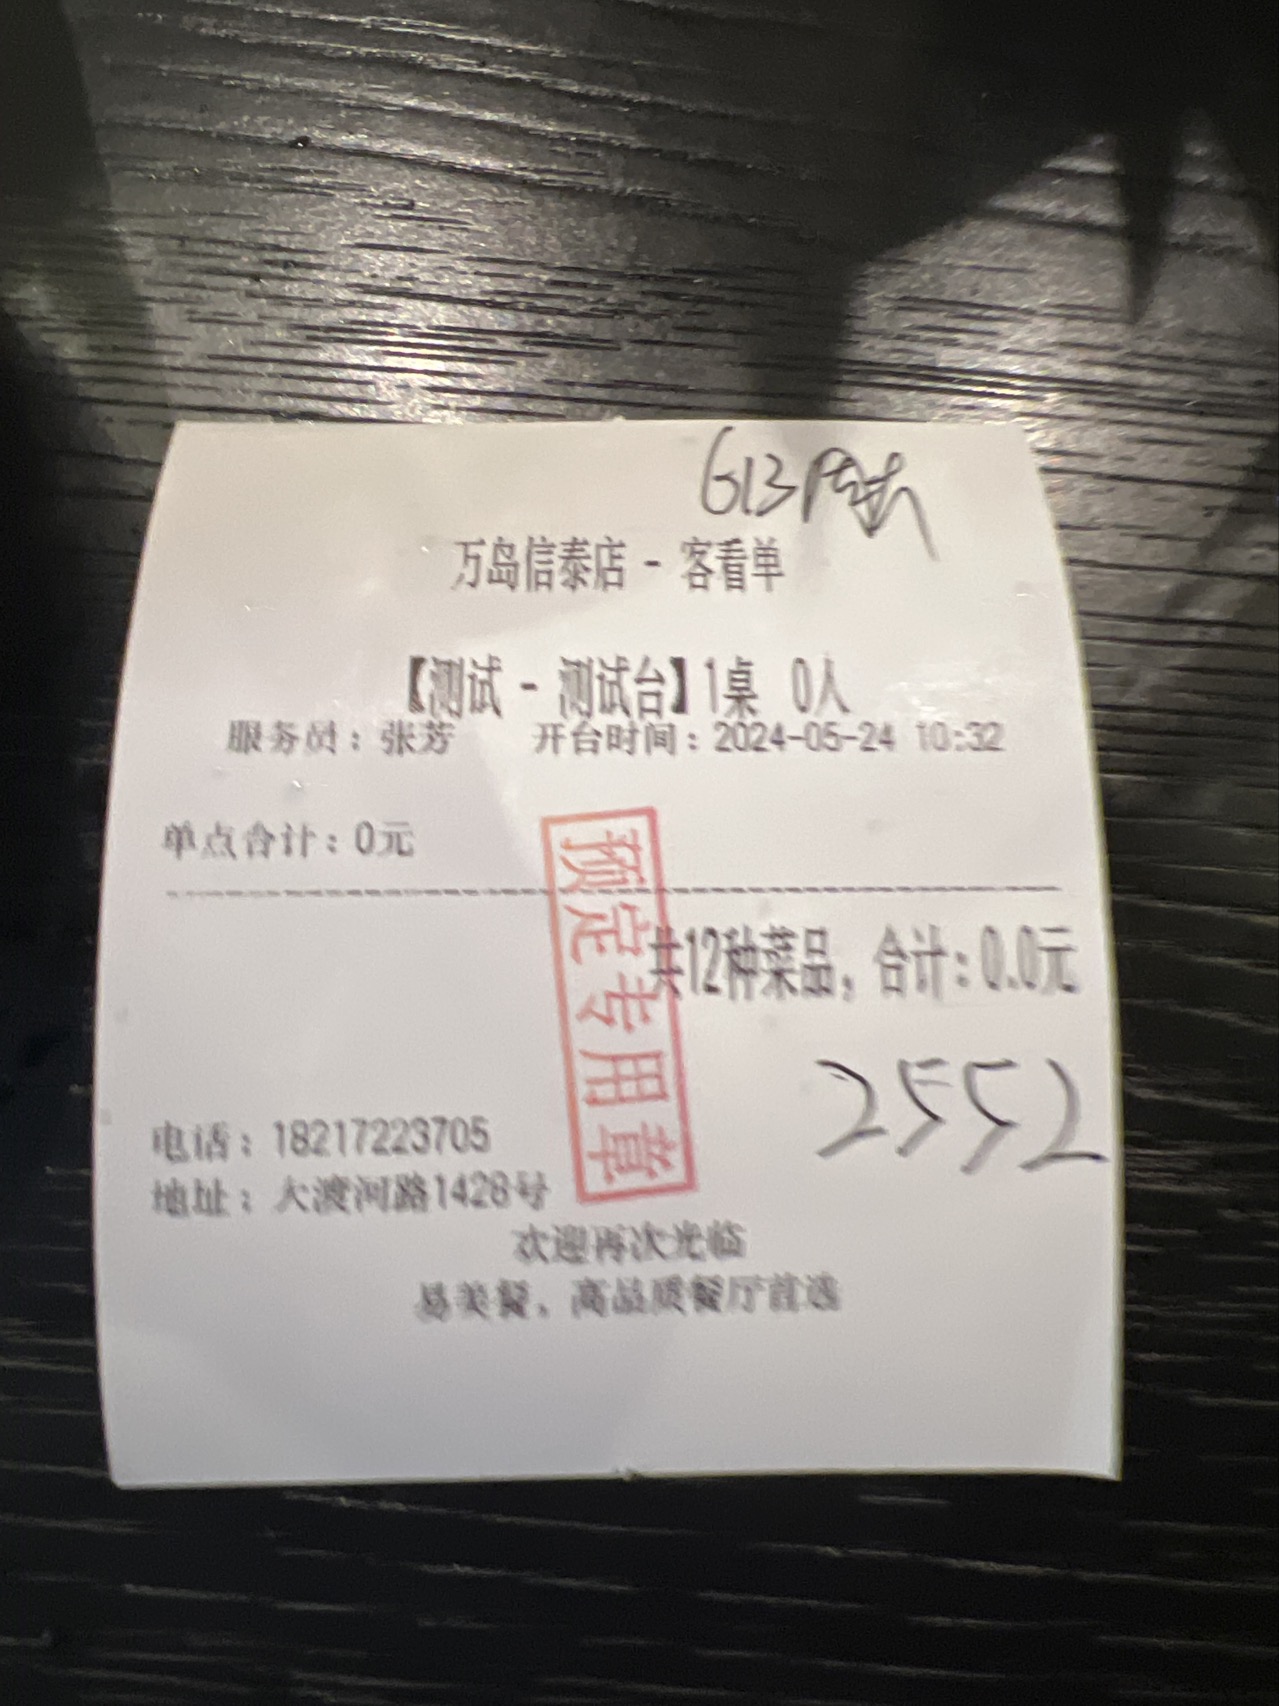 613
万岛信泰店 - 客看单
【测试 - 测试台】1桌 0人
服务员：张芳 开台时间：2024-05-24 10:32
单点合计：0元
预定专用章
共12种菜品，合计：0.0元
2552
电话：18217223705
地址：大渡河路1428号
欢迎再次光临
易美餐，高品质餐厅首选